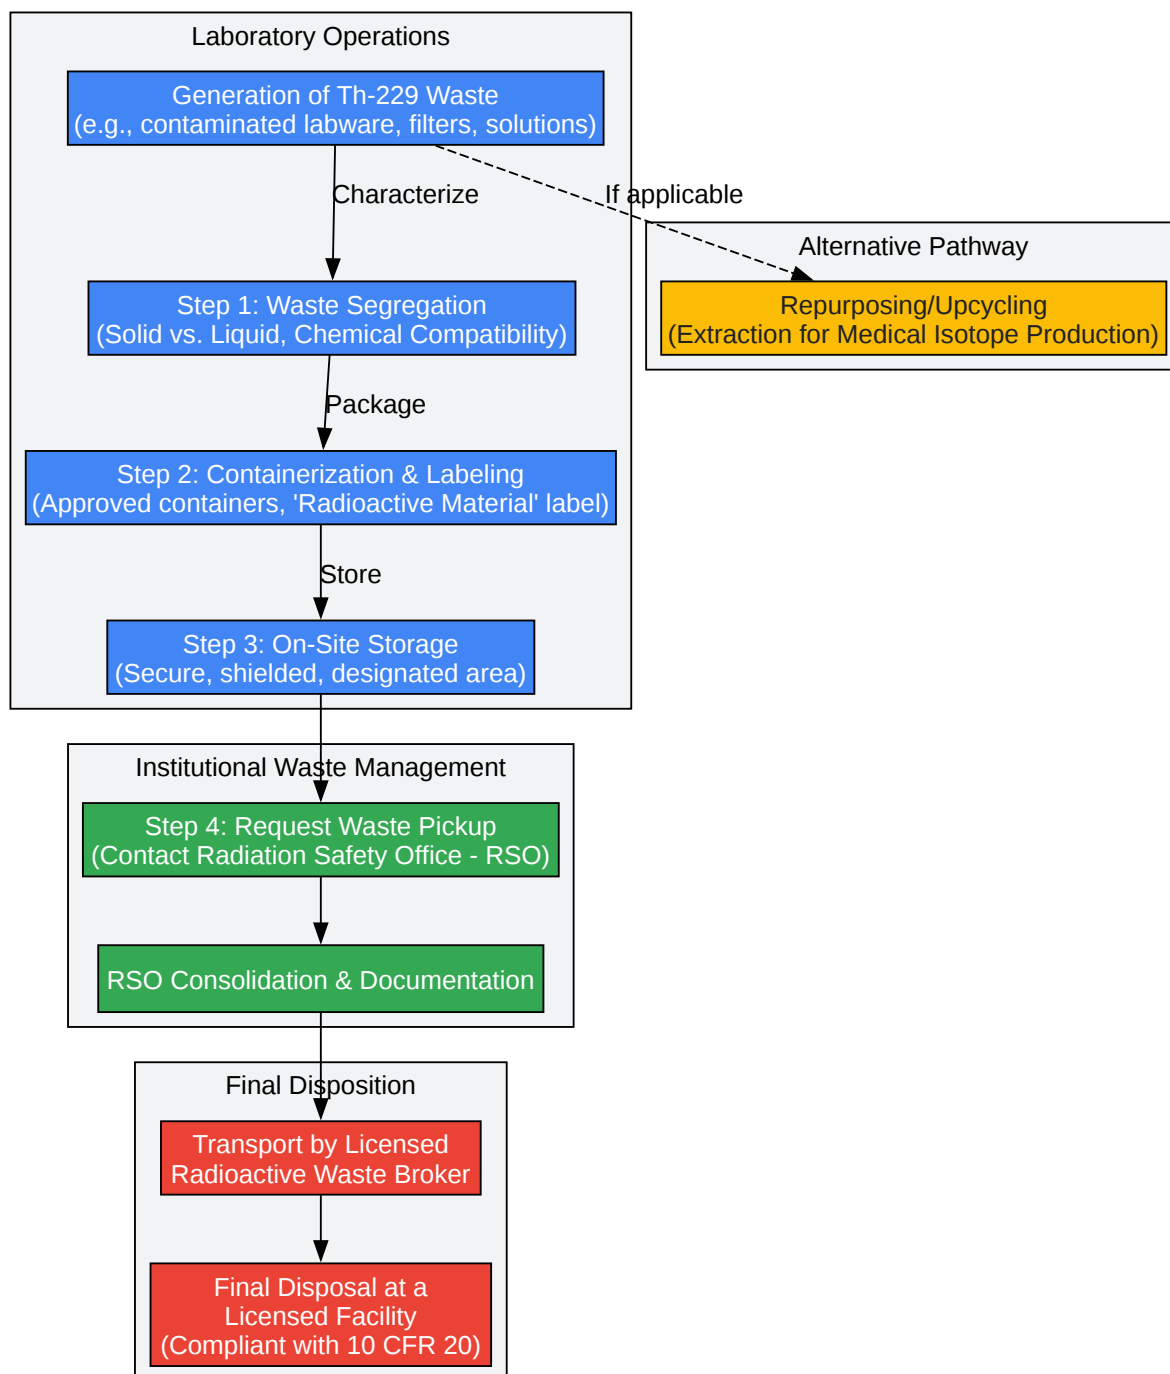 Laboratory Operations
Generation of Th-229 Waste
(e.g., contaminated labware, filters, solutions)
Characterize
If applicable
Alternative Pathway
Repurposing/Upcycling
(Extraction for Medical Isotope Production)
Step 1: Waste Segregation
(Solid vs. Liquid, Chemical Compatibility)
Package
Step 2: Containerization & Labeling
(Approved containers, 'Radioactive Material' label)
Store
Step 3: On-Site Storage
(Secure, shielded, designated area)
Institutional Waste Management
Step 4: Request Waste Pickup
(Contact Radiation Safety Office - RSO)
RSO Consolidation & Documentation
Final Disposition
Transport by Licensed
Radioactive Waste Broker
Final Disposal at a
Licensed Facility
(Compliant with 10 CFR 20)